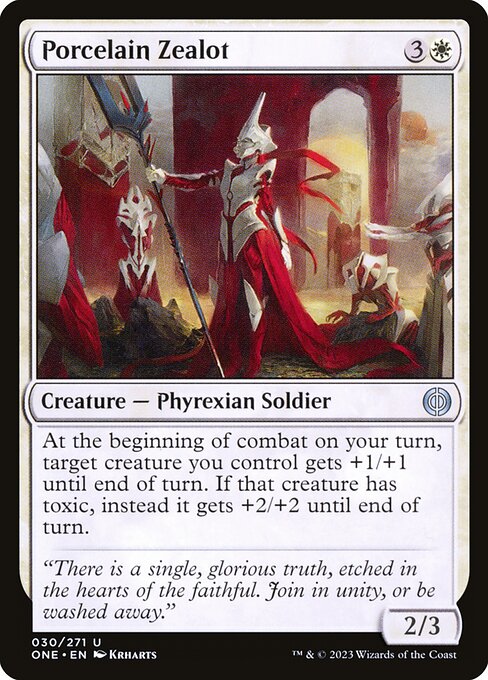 Porcelain Zealot 3
Creature — Phyrexian Soldier
At the beginning of combat on your turn,
target creature you control gets +1/+1
until end of turn. If that creature has
toxic, instead it gets +2/+2 until end of
turn.
“There is a single, glorious truth, etched in
the hearts of the faithful. Join in unity, or be
washed away.”
2/3
030/271 U
ONE • EN Krharts
™ & © 2023 Wizards of the Coast